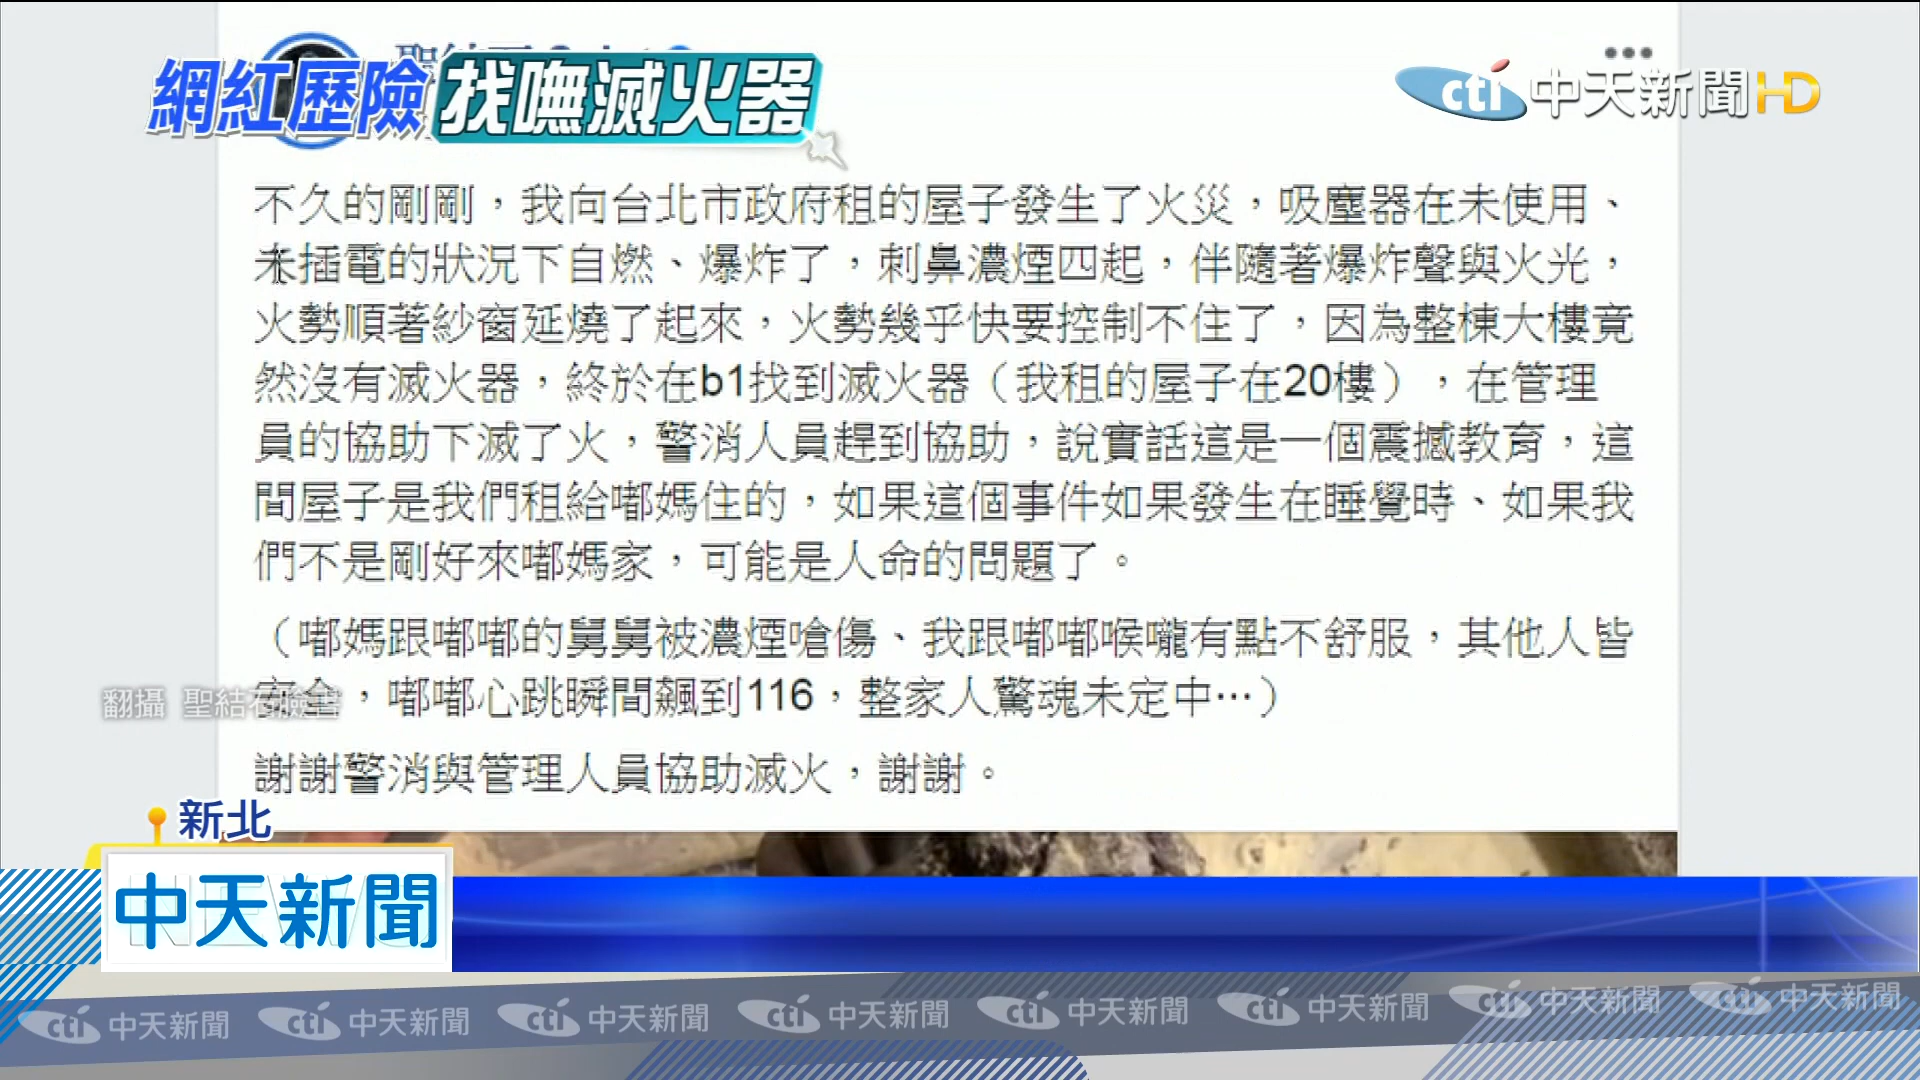 網紅歷險 找嘸滅火器
cti 中天新聞HD
不久的剛剛，我向台北市政府租的屋子發生了火災，吸塵器在未使用、
未插電的狀況下自燃、爆炸了，刺鼻濃煙四起，伴隨著爆炸聲與火光，
火勢順著紗窗延燒了起來，火勢幾乎快要控制不住了，因為整棟大樓竟
然沒有滅火器，終於在b1找到滅火器（我租的屋子在20樓），在管理
員的協助下滅了火，警消人員趕到協助，說實話這是一個震撼教育，這
間屋子是我們租給嘟媽住的，如果這個事件如果發生在睡覺時、如果我
們不是剛好來嘟媽家，可能是人命的問題了。
（嘟媽跟嘟嘟的舅舅被濃煙嗆傷、我跟嘟嘟喉嚨有點不舒服，其他人皆
安全，嘟嘟心跳瞬間飆到116，整家人驚魂未定中⋯）
翻攝 聖結石臉書
謝謝警消與管理人員協助滅火，謝謝。
新北
中天新聞
cti 中天新聞 cti 中天新聞 cti 中天新聞 cti 中天新聞 cti 中天新聞 cti 中天新聞 cti 中天新聞 cti 中天新聞